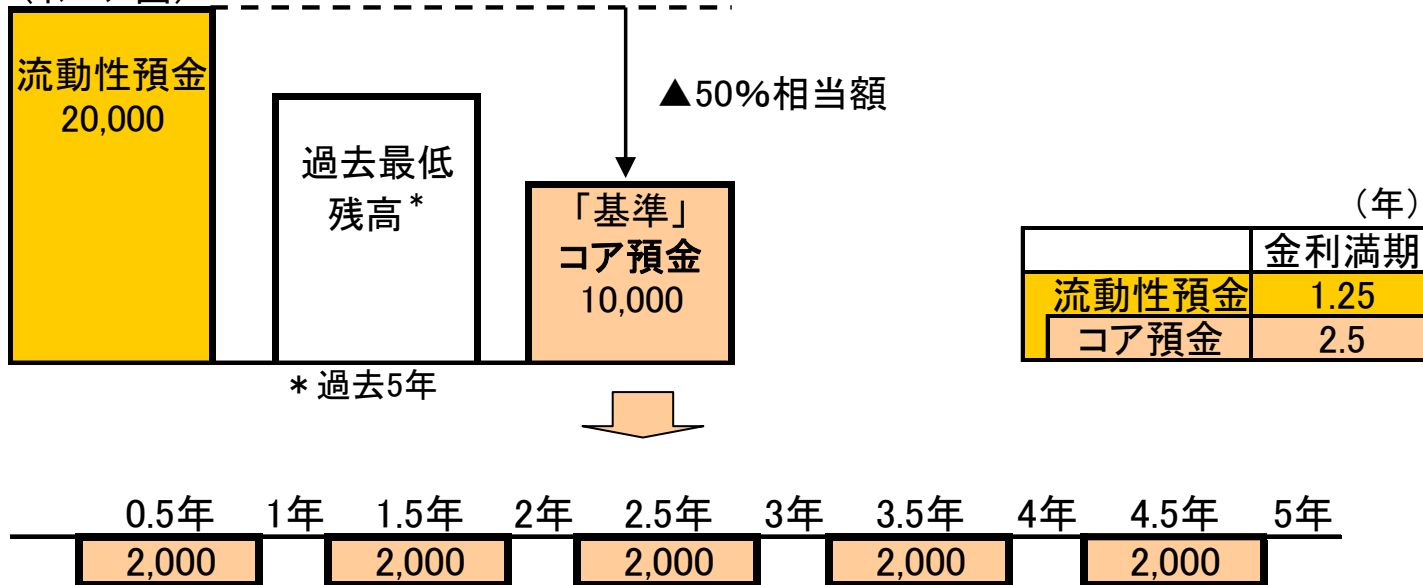 流動性預金
20,000
過去最低
残高*
▲50%相当額
「基準」
コア預金
10,000
*過去5年
(年)
金利満期
流動性預金 1.25
コア預金 2.5
0.5年 1年 1.5年 2年 2.5年 3年 3.5年 4年 4.5年 5年
2,000 2,000 2,000 2,000 2,000